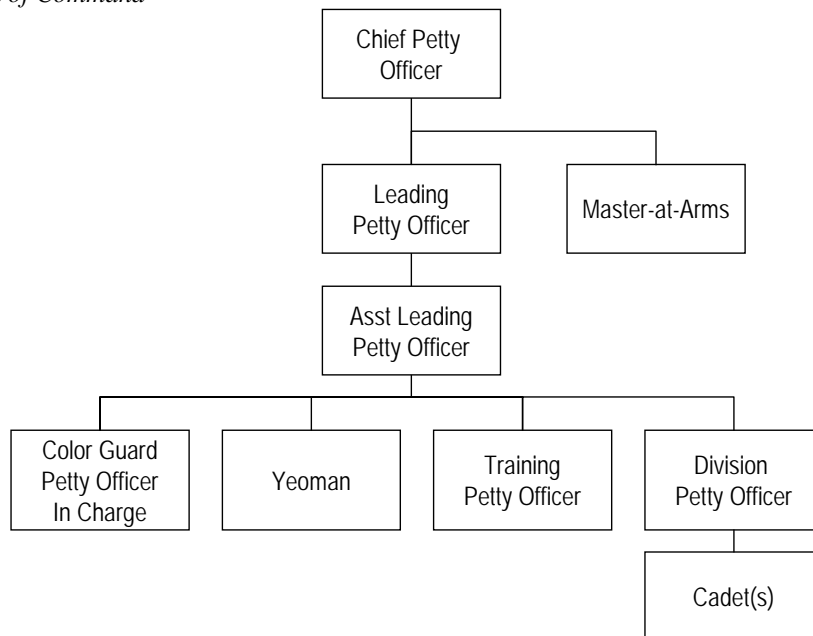 of Command
Chief Petty
Officer
Leading
Petty Officer
Master-at-Arms
Asst Leading
Petty Officer
Color Guard
Petty Officer
In Charge
Yeoman
Training
Petty Officer
Division
Petty Officer
Cadet(s)